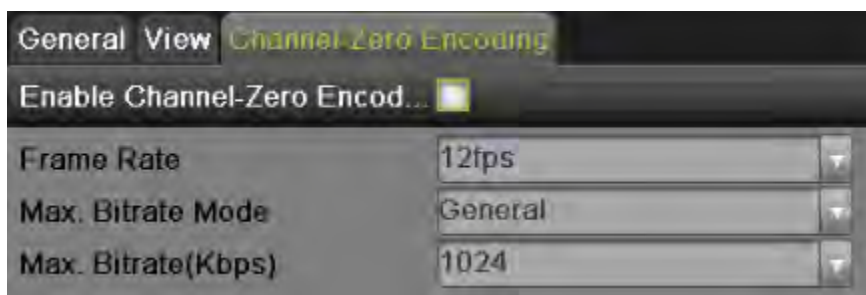 General View Channel-Zero Encoding
Enable Channel-Zero Encod...
Frame Rate 12fps
Max. Bitrate Mode General
Max. Bitrate(Kbps) 1024